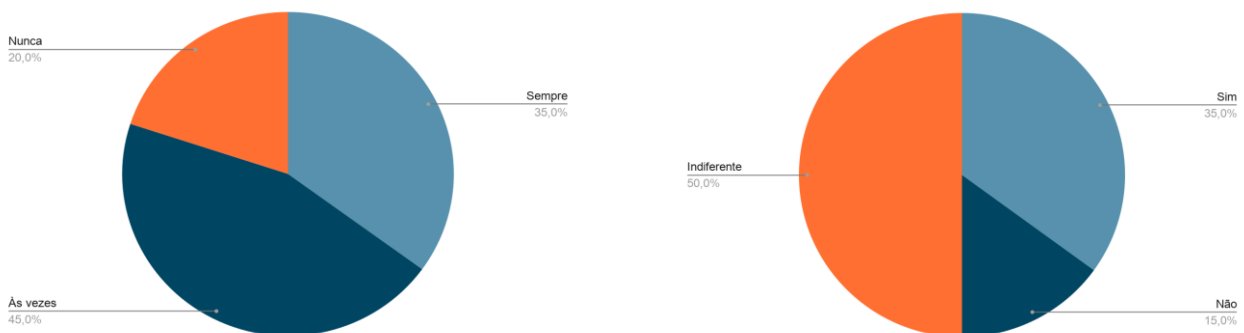 Nunca
20,0%
Sempre
35,0%
Às vezes
45,0%
Sim
35,0%
Indiferente
50,0%
Não
15,0%